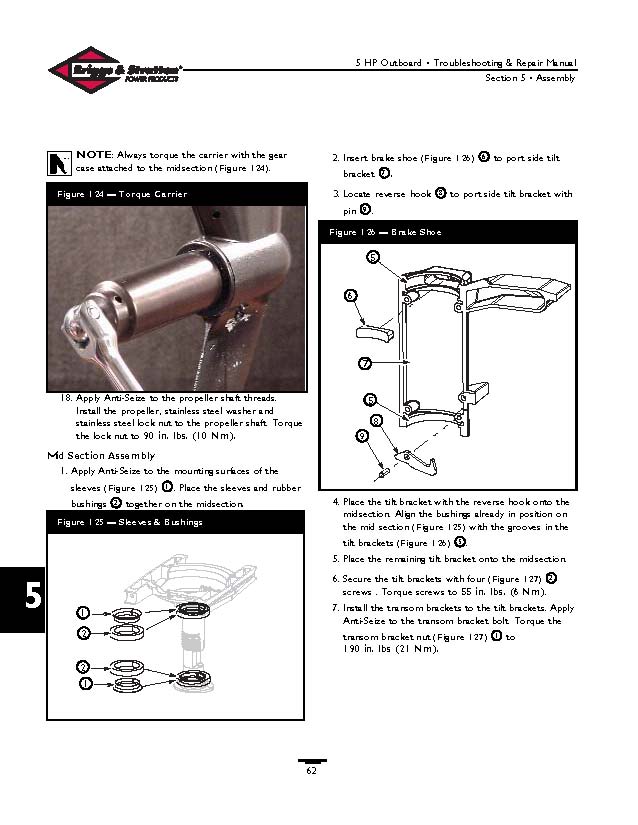 Briggs & Stratton
POWER PRODUCTS
5 HP Outboard • Troubleshooting & Repair Manual
Section 5 • Assembly
NOTE: Always torque the carrier with the gear
case attached to the midsection (Figure 124).
Figure 124 — Torque Carrier
18. Apply Anti-Seize to the propeller shaft threads.
Install the propeller, stainless steel washer and
stainless steel lock nut to the propeller shaft. Torque
the lock nut to 90 in. lbs. (10 Nm).
Mid Section Assembly
1. Apply Anti-Seize to the mounting surfaces of the
sleeves (Figure 125) 1. Place the sleeves and rubber
bushings 2 together on the midsection.
Figure 125 — Sleeves & Bushings
1
2
2
1
2. Insert brake shoe (Figure 126) 6 to port side tilt
bracket 7.
3. Locate reverse hook 8 to port side tilt bracket with
pin 9.
Figure 126 — Brake Shoe
5
6
7
5
8
9
4. Place the tilt bracket with the reverse hook onto the
midsection. Align the bushings already in position on
the mid section (Figure 125) with the grooves in the
tilt brackets (Figure 126) 5.
5. Place the remaining tilt bracket onto the midsection.
6. Secure the tilt brackets with four (Figure 127) 2
screws . Torque screws to 55 in. lbs. (6 Nm).
7. Install the transom brackets to the tilt brackets. Apply
Anti-Seize to the transom bracket bolt. Torque the
transom bracket nut (Figure 127) 1 to
190 in. lbs (21 Nm).
5
62